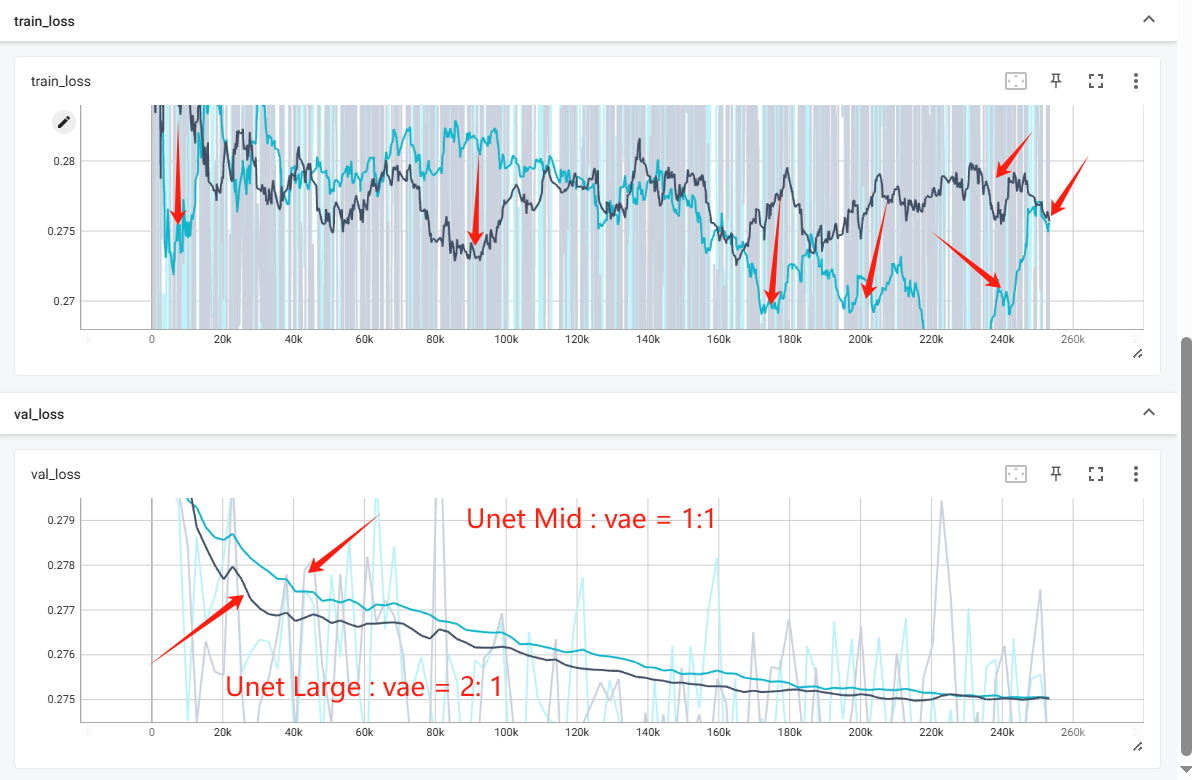 train_loss
train_loss
0.28
0.275
0.27
0 20k 40k 60k 80k 100k 120k 140k 160k 180k 200k 220k 240k 260k
val_loss
val_loss
0.279
0.278
0.277
0.276
0.275
Unet Mid : vae = 1:1
Unet Large : vae = 2: 1
0 20k 40k 60k 80k 100k 120k 140k 160k 180k 200k 220k 240k 260k